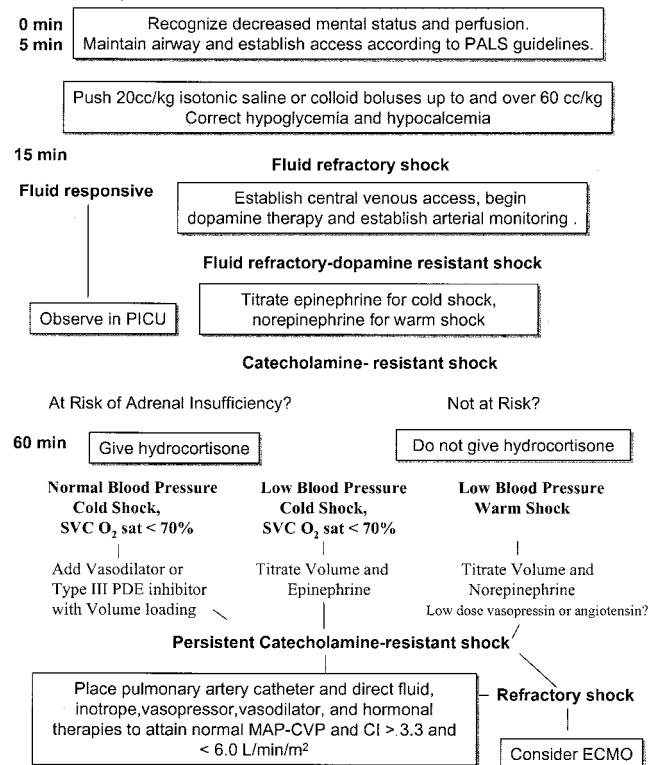 0 min
Recognize decreased mental status and perfusion.
5 min
Maintain airway and establish access according to PALS guidelines.
Push 20cc/kg isotonic saline or colloid boluses up to and over 60 cc/kg
Correct hypoglycemia and hypocalcemia
15 min
Fluid refractory shock
Fluid responsive
Establish central venous access, begin
dopamine therapy and establish arterial monitoring .
Fluid refractory-dopamine resistant shock
Observe in PICU
Titrate epinephrine for cold shock,
norepinephrine for warm shock
Catecholamine- resistant shock
At Risk of Adrenal Insufficiency?
Not at Risk?
60 min
Give hydrocortisone
Do not give hydrocortisone
Normal Blood Pressure
Cold Shock,
SVC O₂ sat < 70%
Low Blood Pressure
Cold Shock,
SVC O₂ sat < 70%
Low Blood Pressure
Warm Shock
Add Vasodilator or
Type III PDE inhibitor
with Volume loading
Titrate Volume and
Epinephrine
Titrate Volume and
Norepinephrine
Low dose vasopressin or angiotensin?
Persistent Catecholamine-resistant shock
Place pulmonary artery catheter and direct fluid,
inotrope,vasopressor,vasodilator, and hormonal
therapies to attain normal MAP-CVP and CI > 3.3 and
< 6.0 L/min/m²
Refractory shock
Consider ECMO